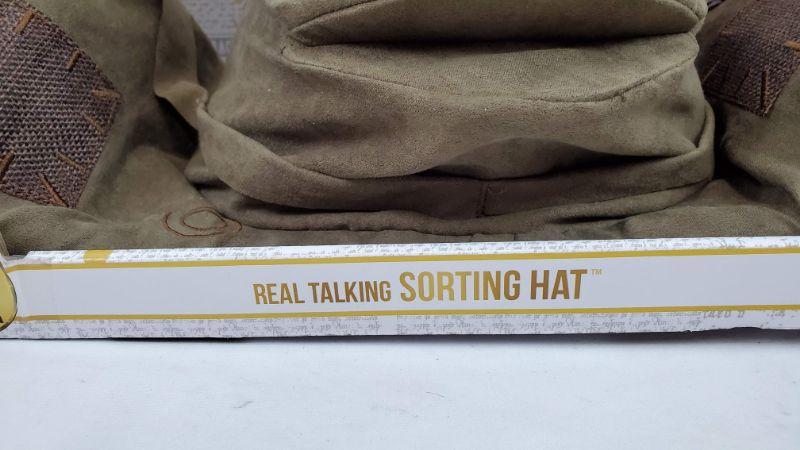 REAL TALKING SORTING HAT™